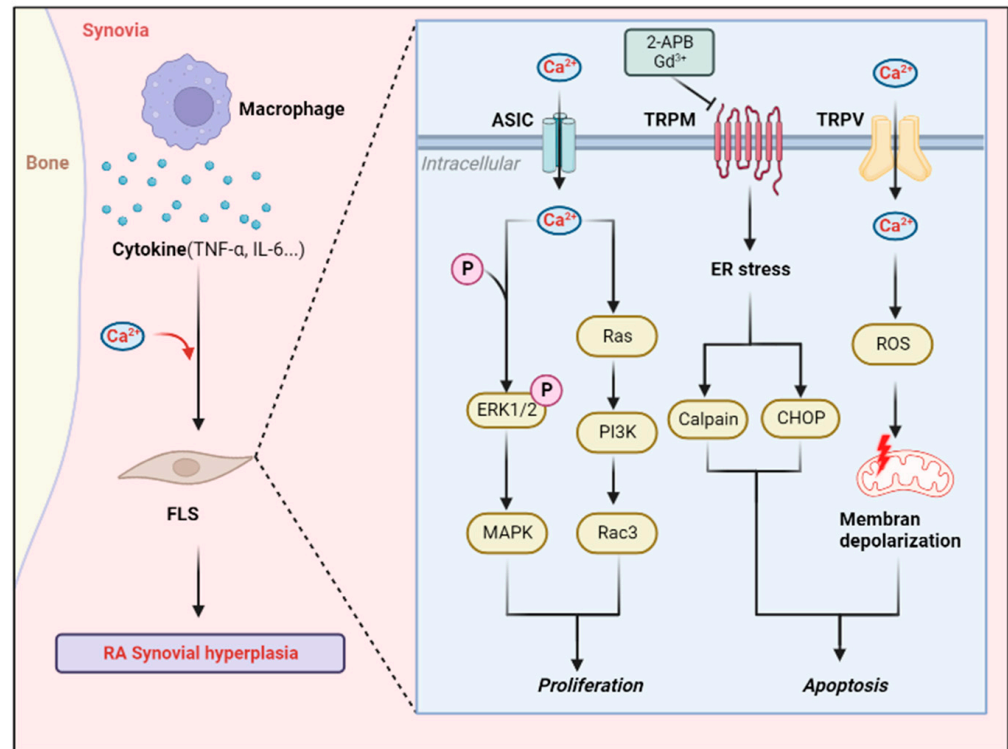 Synovia
Macrophage
Bone
Cytokine(TNF-α, IL-6...)
Ca²⁺
FLS
RA Synovial hyperplasia
2-APB
Gd³⁺
Ca²⁺
Ca²⁺
ASIC
TRPM
TRPV
Intracellular
Ca²⁺
Ca²⁺
P
ER stress
Ras
ROS
P
ERK1/2
PI3K
Calpain
CHOP
MAPK
Rac3
Membran
depolarization
Proliferation
Apoptosis